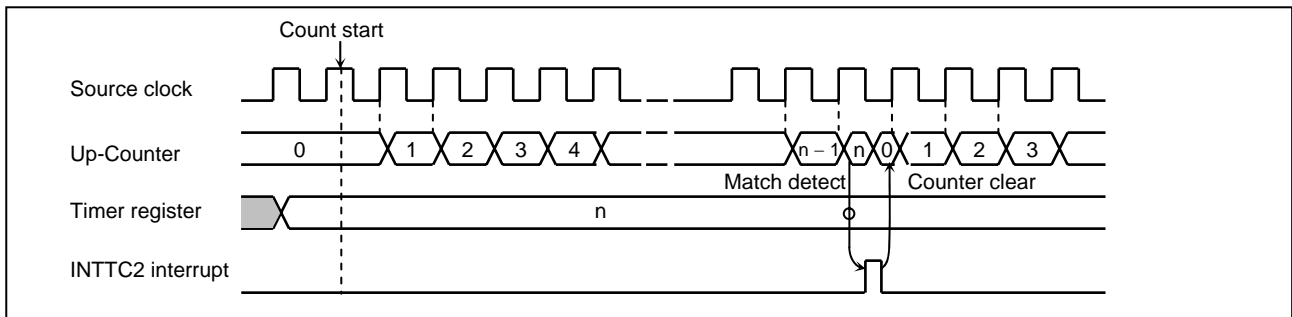 Count start
Source clock
Up-Counter 0 1 2 3 4 n – 1 n 0 1 2 3
Match detect Counter clear
Timer register n
INTTC2 interrupt